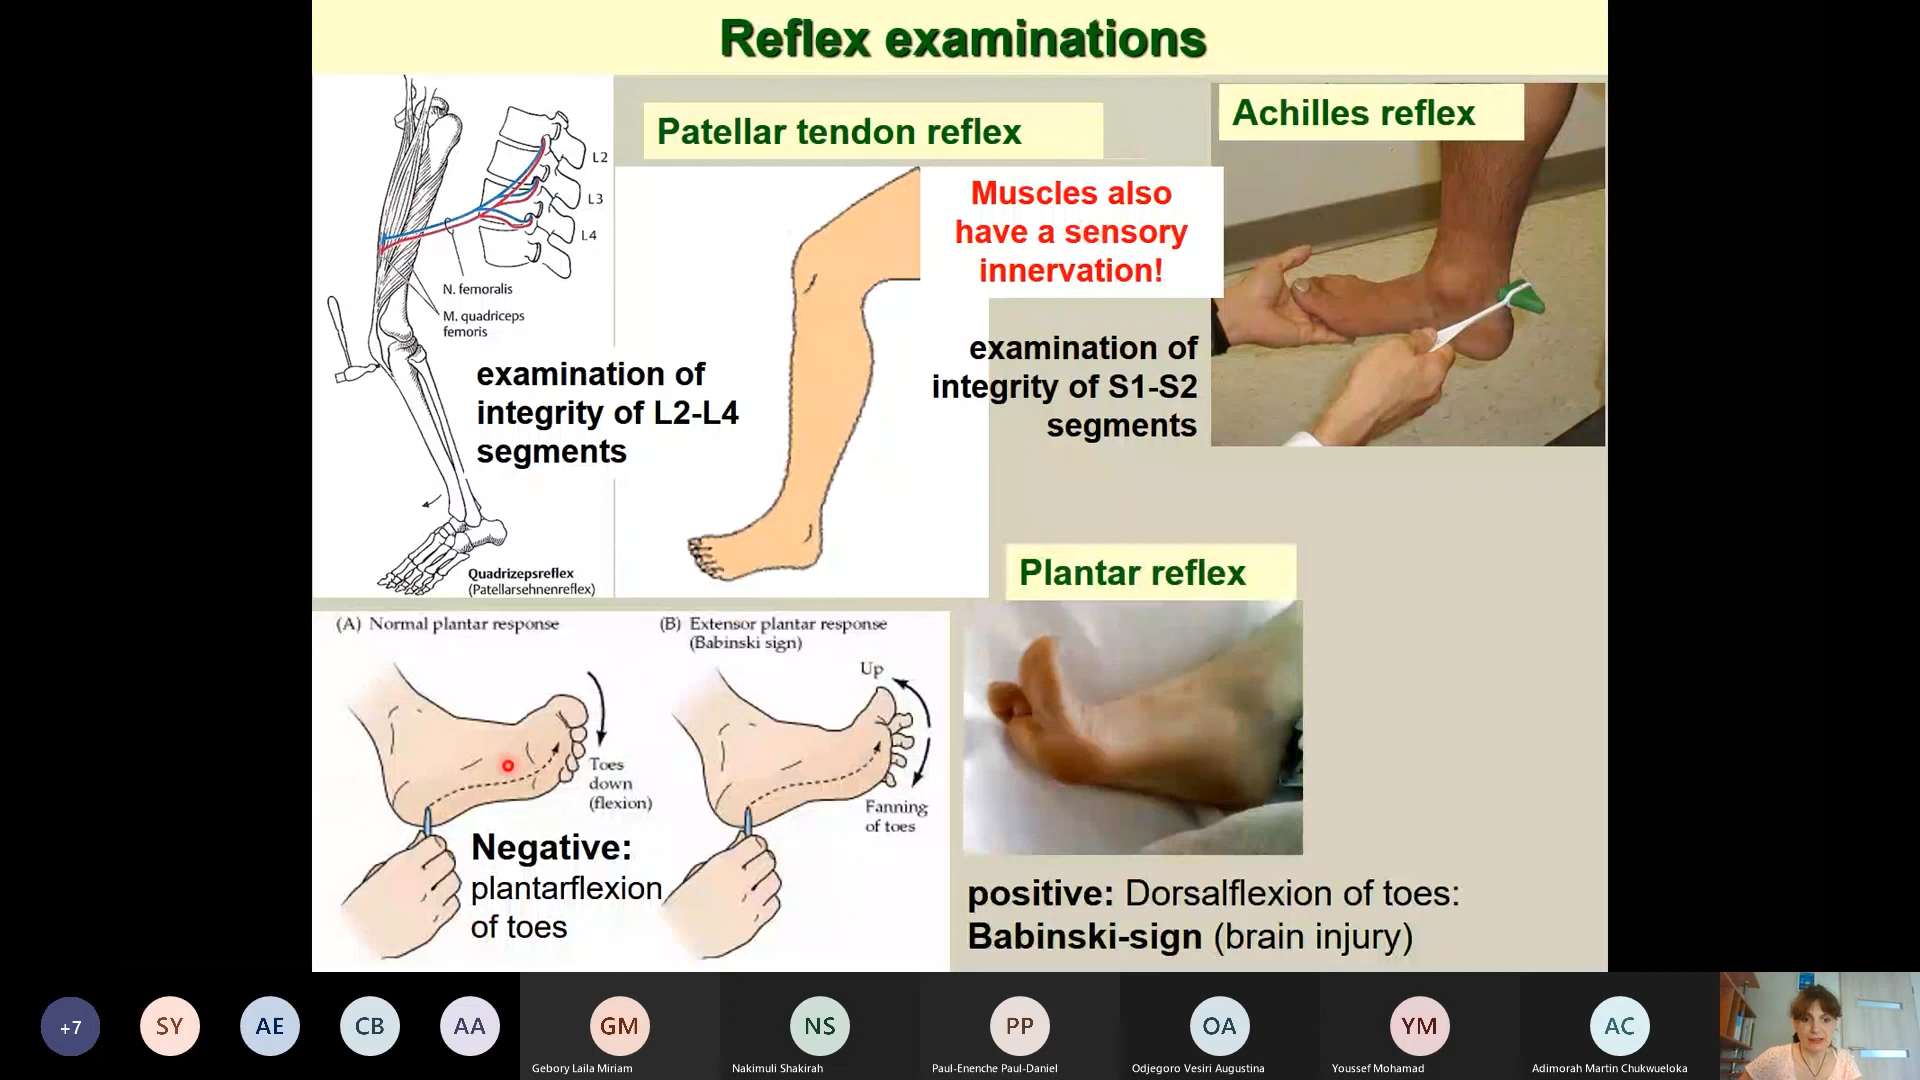 Reflex examinations
Patellar tendon reflex
Achilles reflex
Muscles also
have a sensory
innervation!
L2
L3
L4
N. femoralis
M. quadriceps
femoris
examination of
integrity of L2-L4
segments
examination of
integrity of S1-S2
segments
Quadrizepsreflex
(Patellarsehnenreflex)
Plantar reflex
(A) Normal plantar response
(B) Extensor plantar response
(Babinski sign)
Up
Toes
down
(flexion)
Fanning
of toes
Negative:
plantarflexion
of toes
positive: Dorsalflexion of toes:
Babinski-sign (brain injury)
+7
SY
AE
CB
AA
GM
NS
PP
OA
YM
AC
Gebory Laila Miriam
Nakimuli Shakirah
Paul-Enenche Paul-Daniel
Odjegoro Vesiri Augustina
Youssef Mohamad
Adimorah Martin Chukwueloka